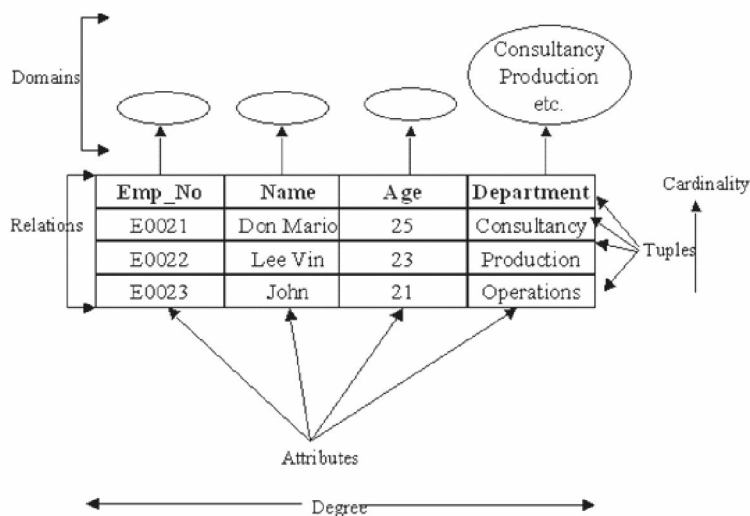 Consultancy
Production
etc.
Domains
Emp_No Name Age Department
Cardinality
E0021 Don Mario 25 Consultancy
Relations
Tuples
E0022 Lee Vin 23 Production
E0023 John 21 Operations
Attributes
Degree